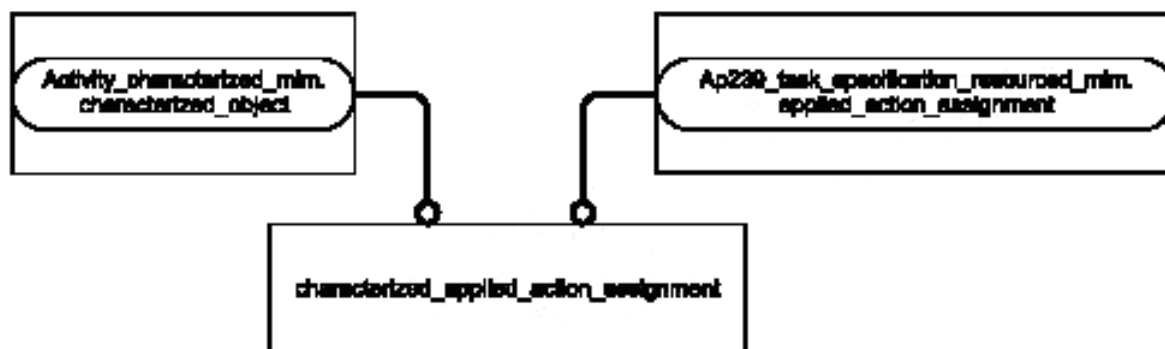 Activity_characterized_mim.
characterized_object
Ap239_task_specification_resourced_mim.
applied_action_assignment
characterized_applied_action_assignment